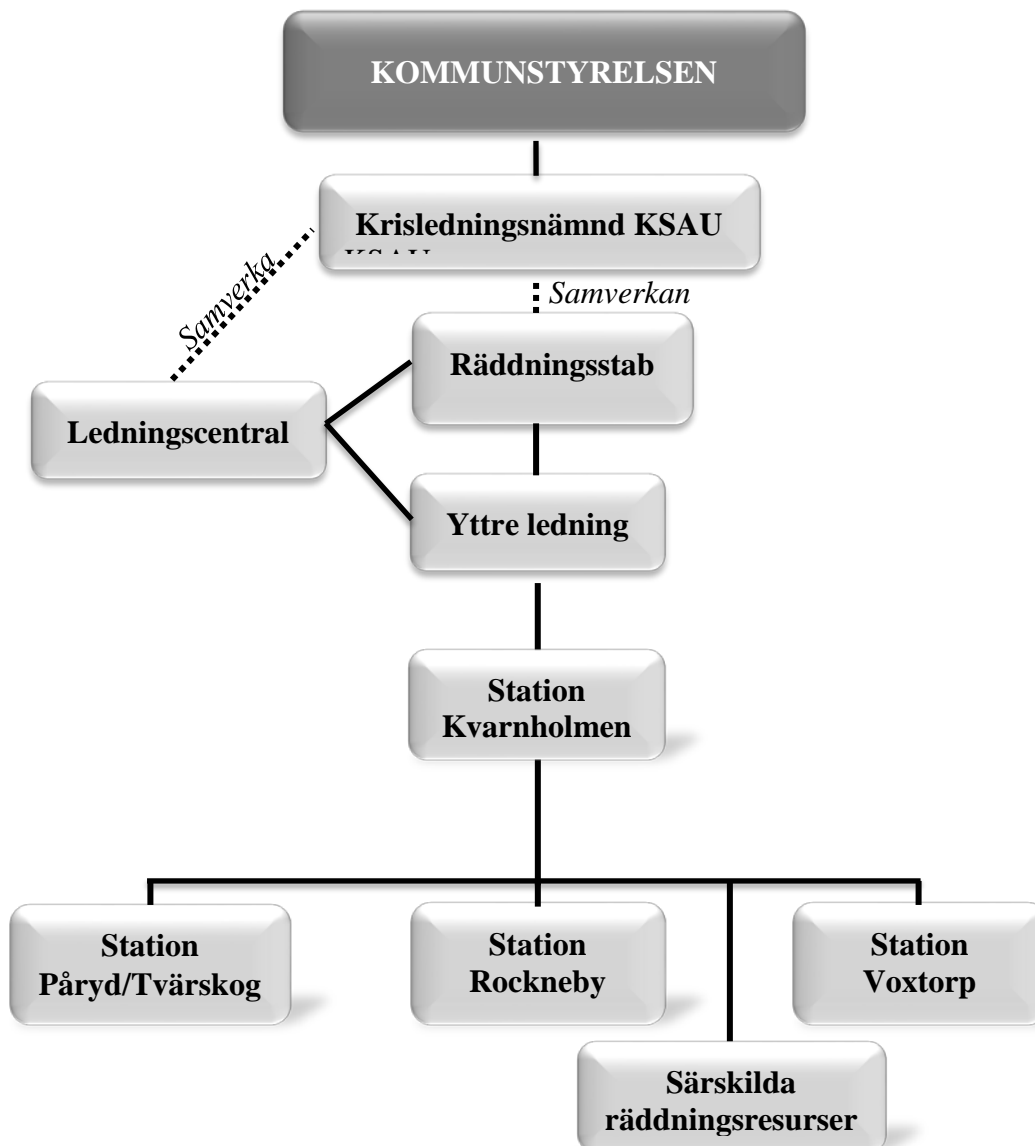 KOMMUNSTYRELSEN
Krisledningsnämnd KSAU
KSAU
Samverka
Samverkan
Räddningsstab
Ledningscentral
Yttre ledning
Station
Kvarnholmen
Station
Påryd/Tvärskog
Station
Rockneby
Station
Voxtorp
Särskilda
räddningsresurser